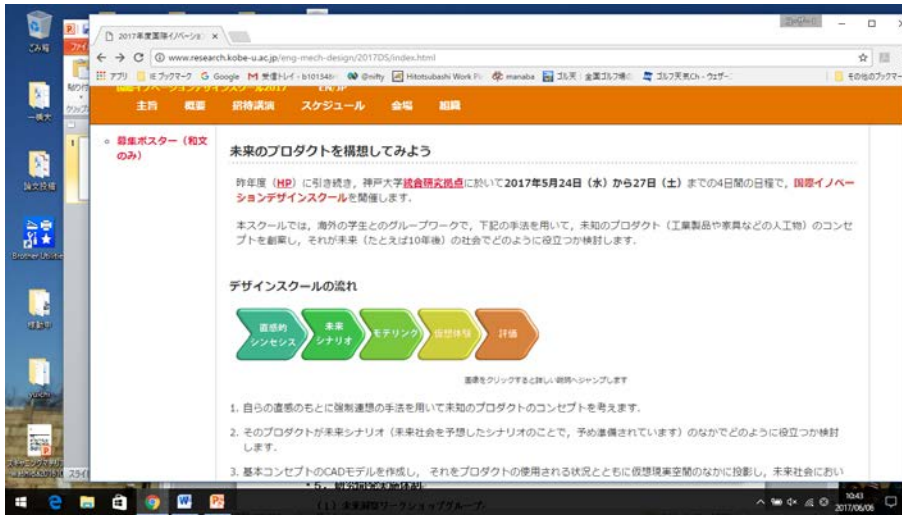 ごみ箱
一橋大
論文投稿
Brother Utilities
移動中
yuichi
2017年度国際イノベーショ
www.research.kobe-u.ac.jp/eng-mech-design/2017DS/index.html
アプリ
Google
@nifty
Hitotsubashi Work
manaba
その他のブックマー
EN/JP
主旨 概要 招待講演 スケジュール 会場 組織
募集ポスター（和文
のみ）
未来のプロダクトを構想してみよう
昨年度（HP）に引き続き，神戸大学統合研究拠点に於いて2017年5月24日（水）から27日（土）までの4日間の日程で，国際イノベー
ションデザインスクールを開催します．
本スクールでは，海外の学生とのグループワークで，下記の手法を用いて，未知のプロダクト（工業製品や家具などの人工物）のコンセ
プトを創案し，それが未来（たとえば10年後）の社会でどのように役立つか検討します．
デザインスクールの流れ
直感的
シンセシス
未来
シナリオ
モデリング
仮想体験
評価
画像をクリックすると詳しい説明へジャンプします
1. 自らの直感のもとに強制連想の手法を用いて未知のプロダクトのコンセプトを考えます．
2. そのプロダクトが未来シナリオ（未来社会を予想したシナリオのことで，予め準備されています）のなかでどのように役立つか検討
します．
3. 基本コンセプトのCADモデルを作成し， それをプロダクトの使用される状況とともに仮想現実空間のなかに投影し，未来社会におい
10:43
2017/06/06